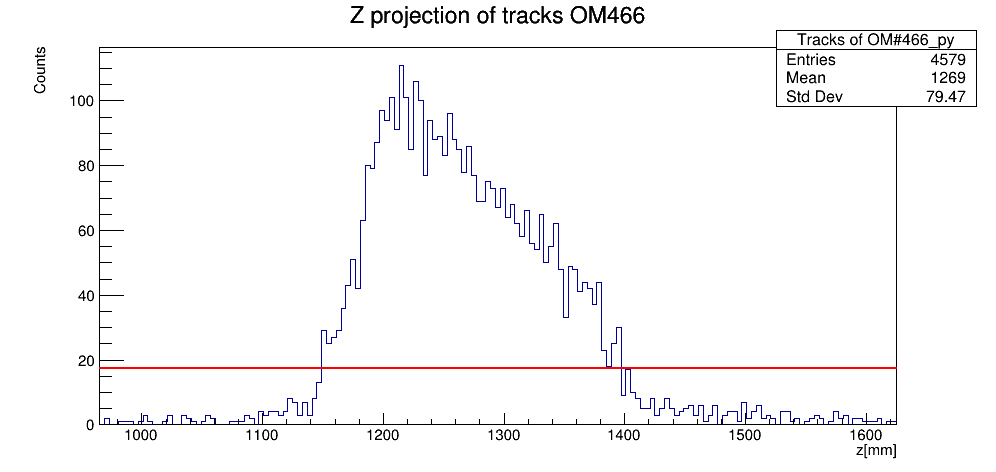 Z projection of tracks OM466
Counts
Tracks of OM#466_py
Entries 4579
Mean 1269
Std Dev 79.47
100
80
60
40
20
0
1000 1100 1200 1300 1400 1500 1600
z[mm]